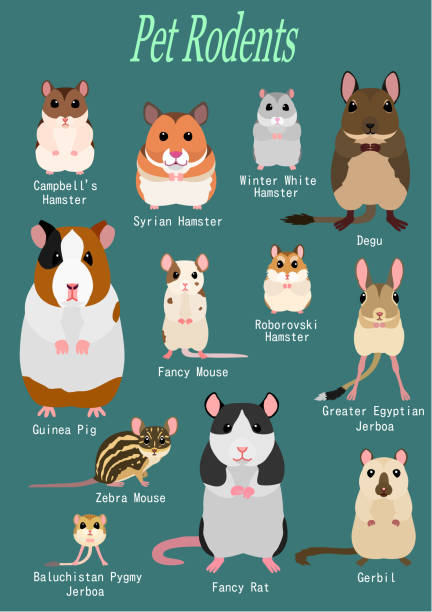 Pet Rodents
Campbell's
Hamster
Syrian Hamster
Winter White
Hamster
Degu
Guinea Pig
Fancy Mouse
Roborovski
Hamster
Greater Egyptian
Jerboa
Zebra Mouse
Baluchistan Pygmy
Jerboa
Fancy Rat
Gerbil